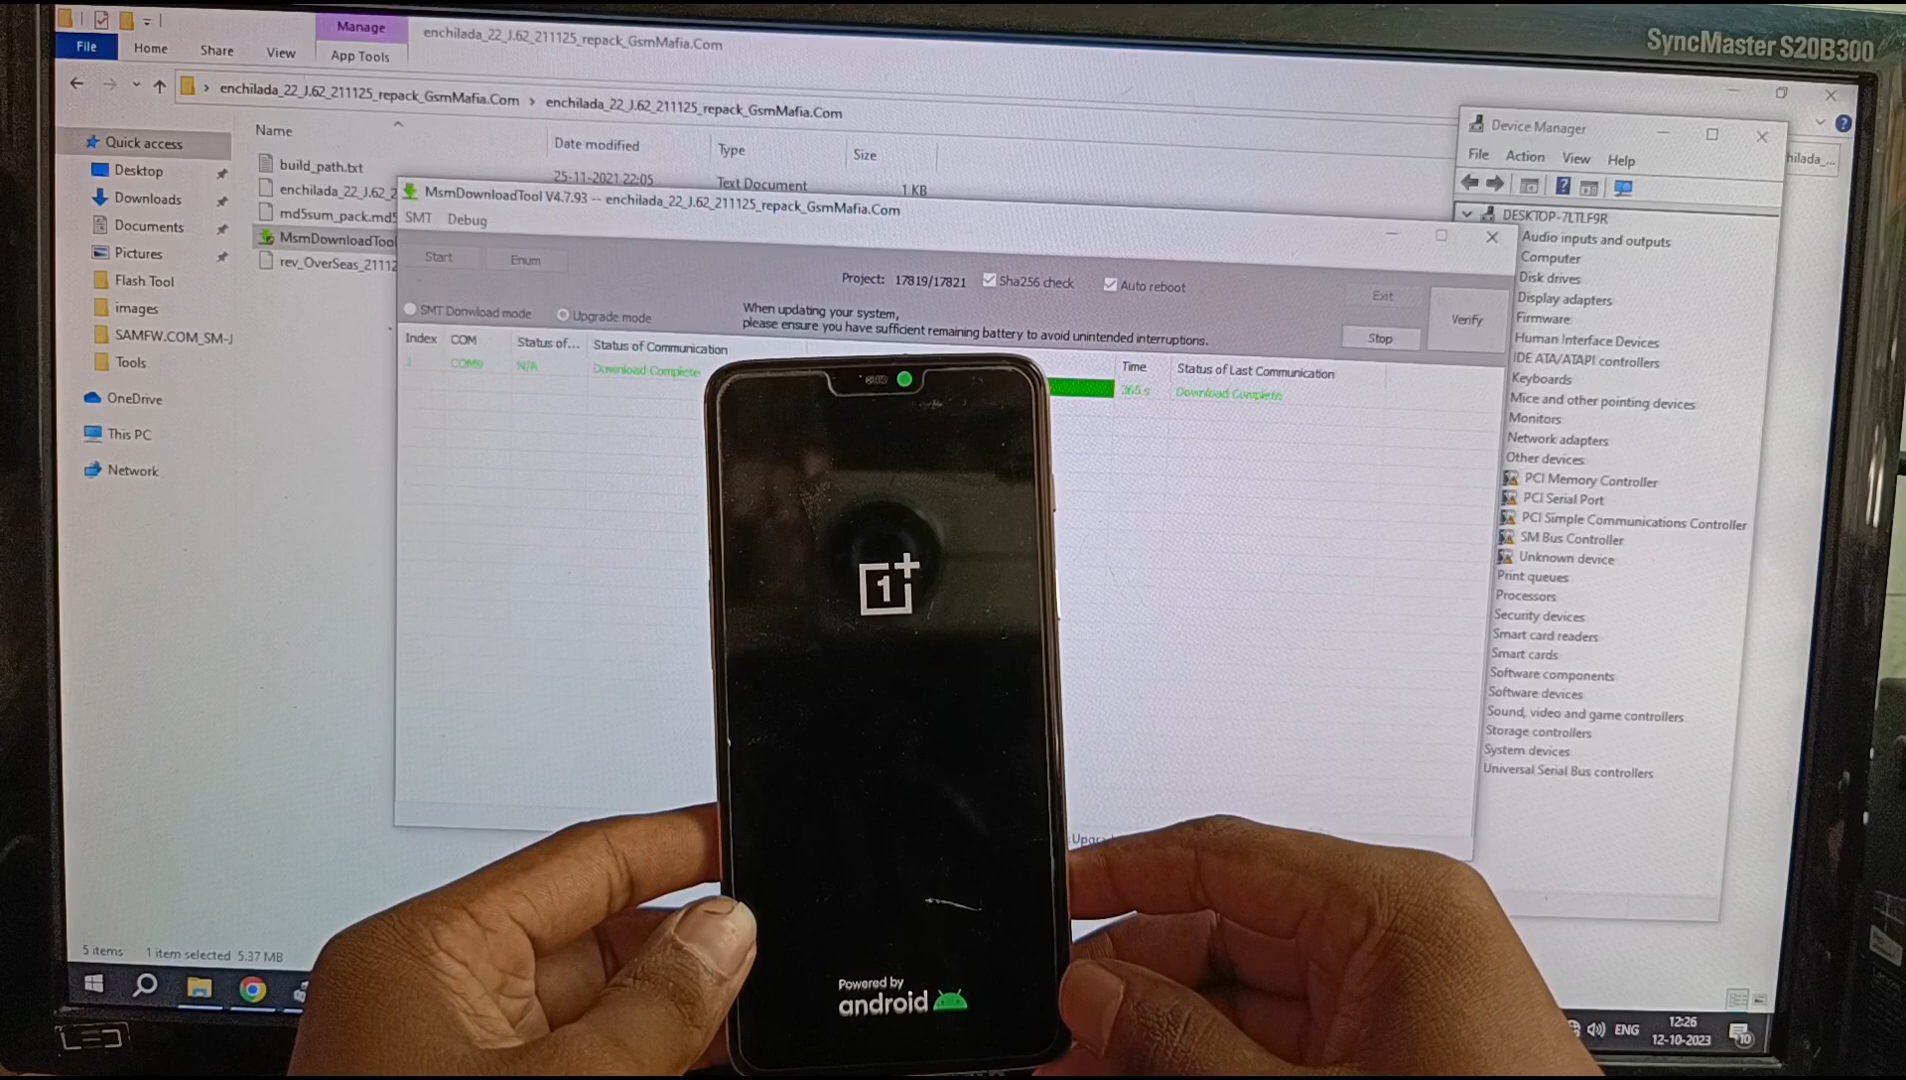 SyncMaster S20B300
Manage
enchilada_22_J.62_211125_repack_GsmMafia.Com
File
Home
Share
View
App Tools
enchilada_22_J.62_211125_repack_GsmMafia.Com
enchilada_22_J.62_211125_repack_GsmMafia.Com
hilada_...
Name
Date modified
Type
Size
build_path.txt
25-11-2021 22:05
Text Document
1 KB
enchilada_22_J.62_2
md5sum_pack.md5
MsmDownloadTool
rev_OverSeas_21112
Quick access
Desktop
Downloads
Documents
Pictures
Flash Tool
images
SAMFW.COM_SM-J
Tools
OneDrive
This PC
Network
MsmDownloadTool V4.7.93 -- enchilada_22_J.62_211125_repack_GsmMafia.Com
SMT
Debug
Start
Enum
Project: 17819/17821
Sha256 check
Auto reboot
Exit
Verify
SMT Donwload mode
Upgrade mode
When updating your system,
please ensure you have sufficient remaining battery to avoid unintended interruptions.
Stop
Index
COM
Status of...
Status of Communication
Time
Status of Last Communication
1
COM9
N/A
Download Complete
365 s
Download Complete
Device Manager
File
Action
View
Help
DESKTOP-7LTLF9R
Audio inputs and outputs
Computer
Disk drives
Display adapters
Firmware
Human Interface Devices
IDE ATA/ATAPI controllers
Keyboards
Mice and other pointing devices
Monitors
Network adapters
Other devices
PCI Memory Controller
PCI Serial Port
PCI Simple Communications Controller
SM Bus Controller
Unknown device
Print queues
Processors
Security devices
Smart card readers
Smart cards
Software components
Software devices
Sound, video and game controllers
Storage controllers
System devices
Universal Serial Bus controllers
1+
Powered by
android
5 items
1 item selected 5.37 MB
ENG
12:26
12-10-2023
10